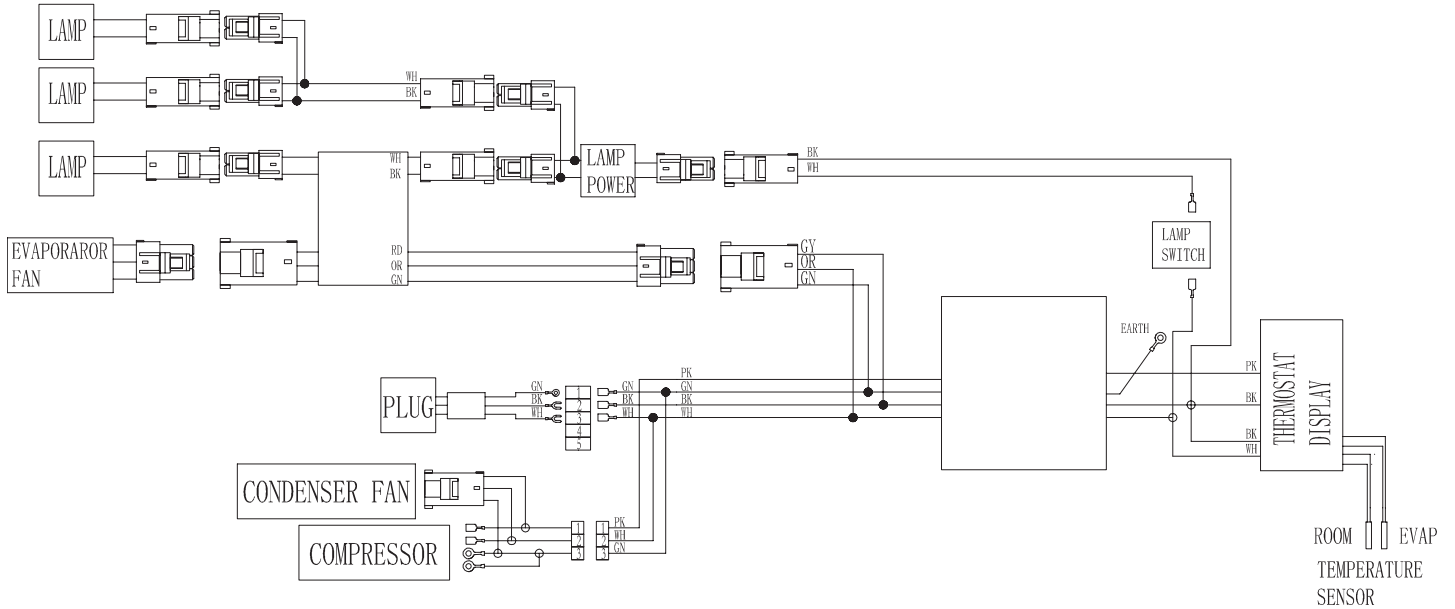 LAMP
WH
BK
LAMP
LAMP
WH
BK
LAMP
POWER
BK
WH
LAMP
SWITCH
EVAPORAROR
FAN
RD
OR
GN
GY
OR
GN
EARTH
PLUG
GN
BK
WH
1
2
3
4
5
GN
BK
WH
PK
GN
BK
WH
PK
BK
BK
WH
THERMOSTAT
DISPLAY
CONDENSER FAN
COMPRESSOR
1
2
3
1
2
3
PK
WH
GN
ROOM
EVAP
TEMPERATURE
SENSOR